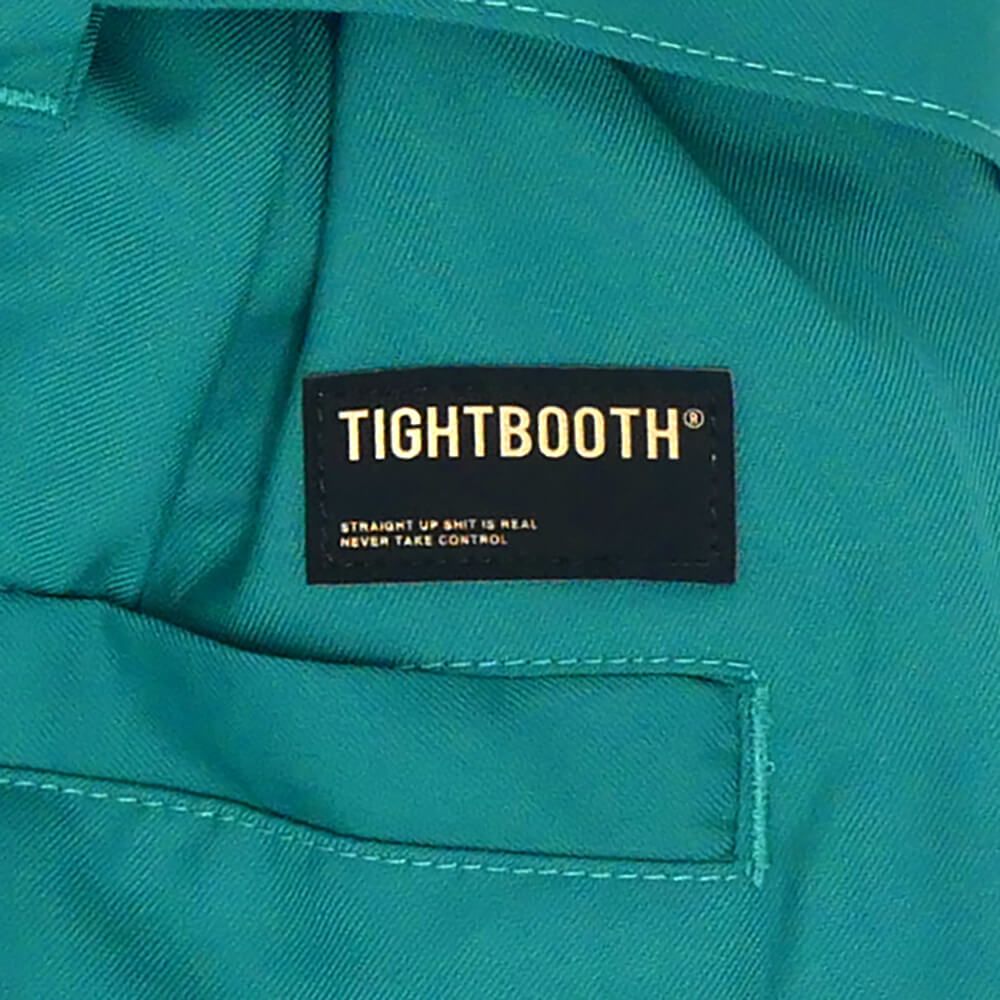 TIGHTBOOTH®
STRAIGHT UP SHIT IS REAL
NEVER TAKE CONTROL